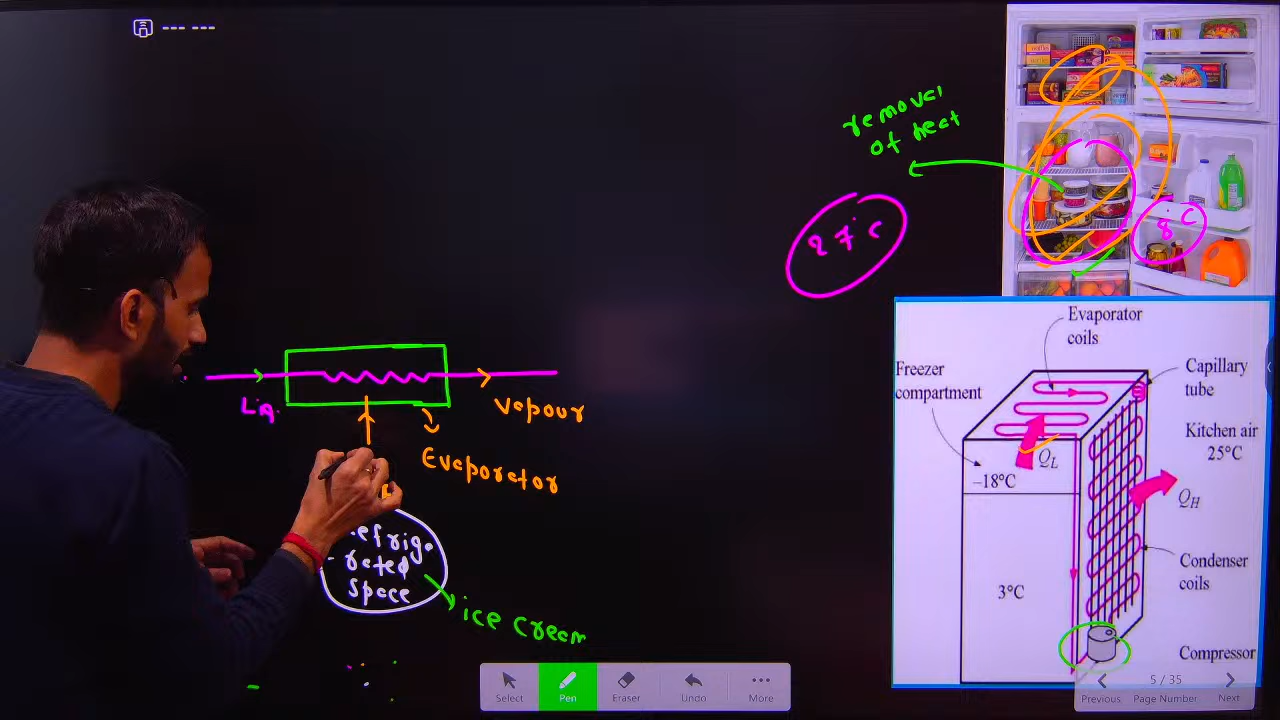 removal
of heat
27°C
8°C
Liq.
Vapour
Evaporator
reted
space
ice cream
Evaporator
coils
Freezer
compartment
Capillary
tube
Kitchen air
25°C
Q_L
–18°C
Q_H
Condenser
coils
3°C
Compressor
Select
Pen
Eraser
Undo
More
Previous
5 / 35
Page Number
Next